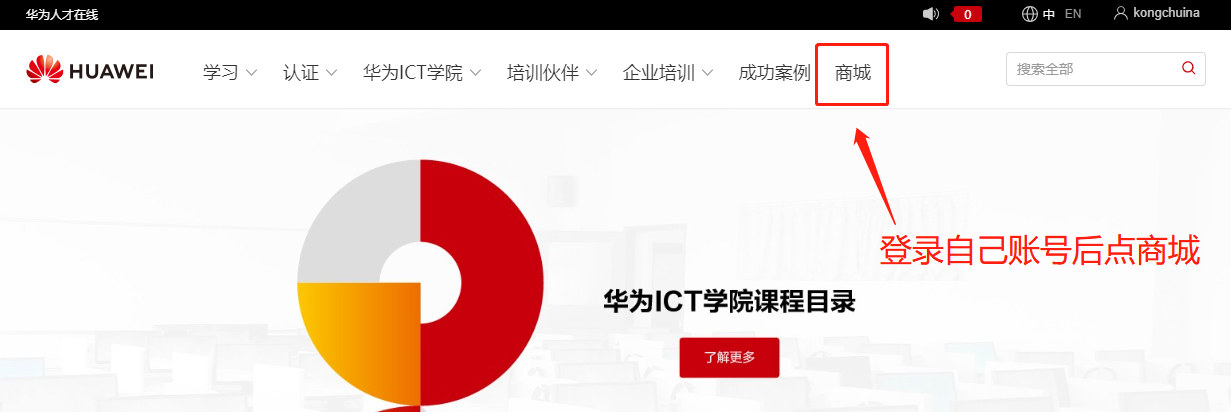 华为人才在线
0
中 EN
kongchuina
HUAWEI
学习
认证
华为ICT学院
培训伙伴
企业培训
成功案例
商城
搜索全部
登录自己账号后点商城
华为ICT学院课程目录
了解更多